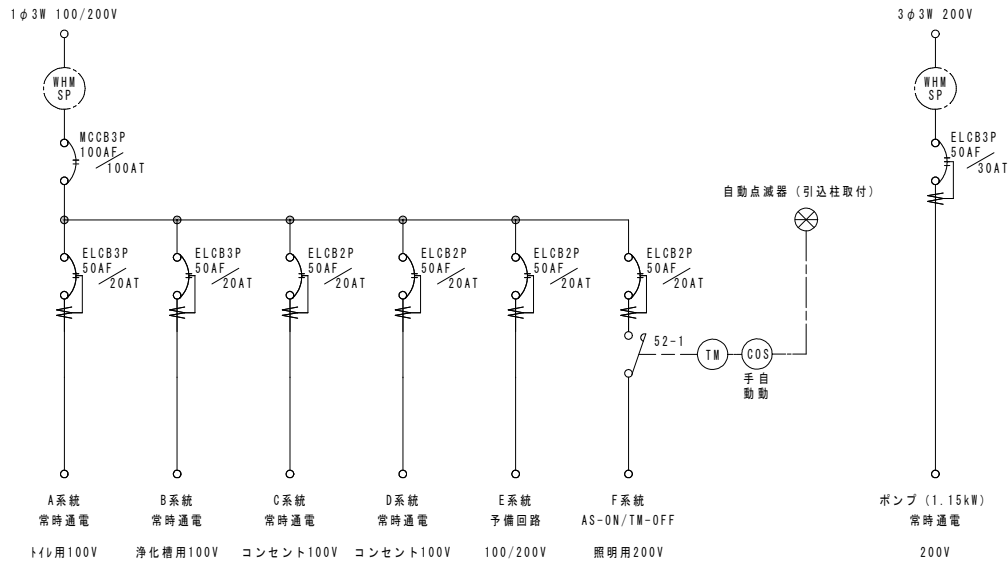 1φ3W 100/200V
3φ3W 200V
WHM
SP
WHM
SP
MCCB3P
100AF/100AT
ELCB3P
50AF/30AT
自動点滅器 (引込柱取付)
ELCB3P
50AF/20AT
ELCB3P
50AF/20AT
ELCB2P
50AF/20AT
ELCB2P
50AF/20AT
ELCB2P
50AF/20AT
ELCB2P
50AF/20AT
52-1
TM
COS
手自
動動
A系統
常時通電
トイレ用100V
B系統
常時通電
浄化槽用100V
C系統
常時通電
コンセント100V
D系統
常時通電
コンセント100V
E系統
予備回路
100/200V
F系統
AS-ON/TM-OFF
照明用200V
ポンプ (1.15kW)
常時通電
200V